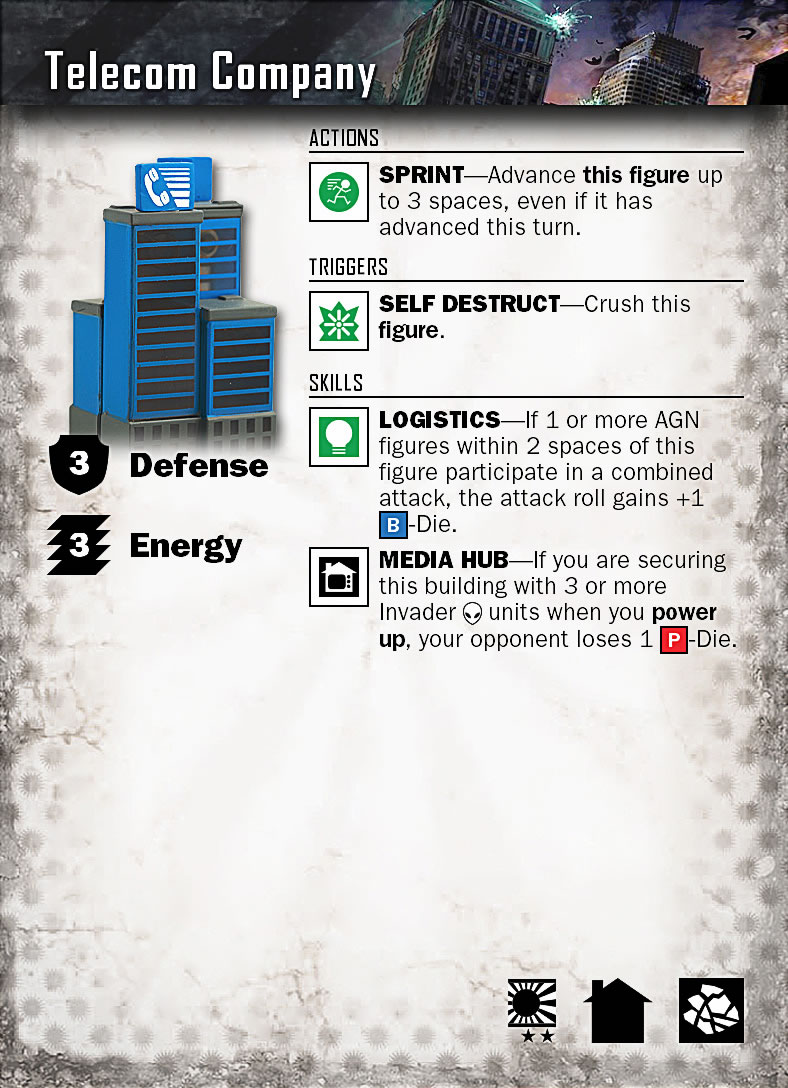 Telecom Company
ACTIONS
SPRINT—Advance this figure up
to 3 spaces, even if it has
advanced this turn.
TRIGGERS
SELF DESTRUCT—Crush this
figure.
SKILLS
LOGISTICS—If 1 or more AGN
figures within 2 spaces of this
figure participate in a combined
attack, the attack roll gains +1
B-Die.
MEDIA HUB—If you are securing
this building with 3 or more
Invader units when you power
up, your opponent loses 1 P-Die.
3 Defense
3 Energy